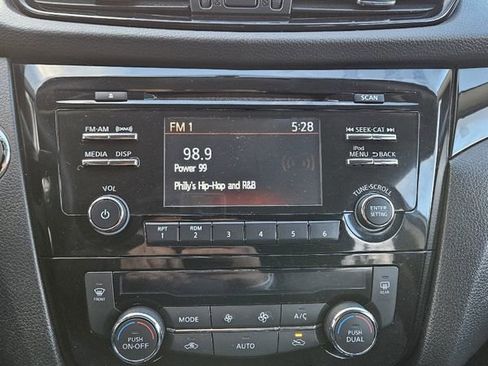 SCAN
FM-AM
FM 1 5:28
SEEK·CAT
MEDIA DISP
98.9
Power 99
Philly's Hip-Hop and R&B
iPod
MENU BACK
VOL
TUNE·SCROLL
ENTER
SETTING
RPT RDM
1 2 3 4 5 6
FRONT
REAR
MODE A/C
PUSH
ON·OFF
AUTO
PUSH
DUAL